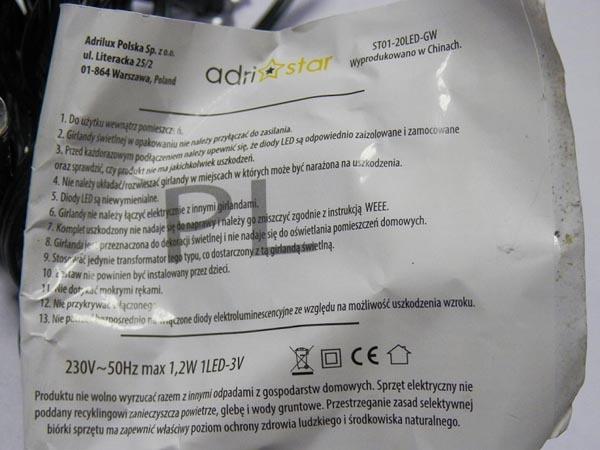 Adrilux Polska Sp. z o.o.
ul. Literacka 25/2
01-864 Warszawa, Poland
adri star
ST01-20LED-GW
Wyprodukowano w Chinach.
PL
1. Do użytku wewnątrz pomieszczeń.
2. Girlandy świetlnej w opakowaniu nie należy przyłączać do zasilania.
3. Przed każdorazowym podłączeniem należy upewnić się, że diody LED są odpowiednio zaizolowane i zamocowane
oraz sprawdzić, czy produkt nie ma jakichkolwiek uszkodzeń.
4. Nie należy układać/rozwieszać girlandy w miejscach w których może być narażona na uszkodzenia.
5. Diody LED są niewymienialne.
6. Girlandy nie należy łączyć elektrycznie z innymi girlandami.
7. Komplet uszkodzony nie nadaje się do naprawy i należy go zniszczyć zgodnie z instrukcją WEEE.
8. Girlanda jest przeznaczona do dekoracji świetlnej i nie nadaje się do oświetlania pomieszczeń domowych.
9. Stosować jedynie transformator tego typu, co dostarczony z tą girlandą świetlną.
10. Zestaw nie powinien być instalowany przez dzieci.
11. Nie dotykać mokrymi rękami.
12. Nie przykrywać włączonego
13. Nie bezpośrednio na włączone diody elektroluminescencyjne ze względu na możliwość uszkodzenia wzroku.
230V~50Hz max 1,2W 1LED-3V
CE
Produktu nie wolno wyrzucać razem z innymi odpadami z gospodarstw domowych. Sprzęt elektryczny nie
poddany recyklingowi zanieczyszcza powietrze, glebę i wody gruntowe. Przestrzeganie zasad selektywnej
zbiórki sprzętu ma zapewnić właściwy poziom ochrony zdrowia ludzkiego i środowiska naturalnego.